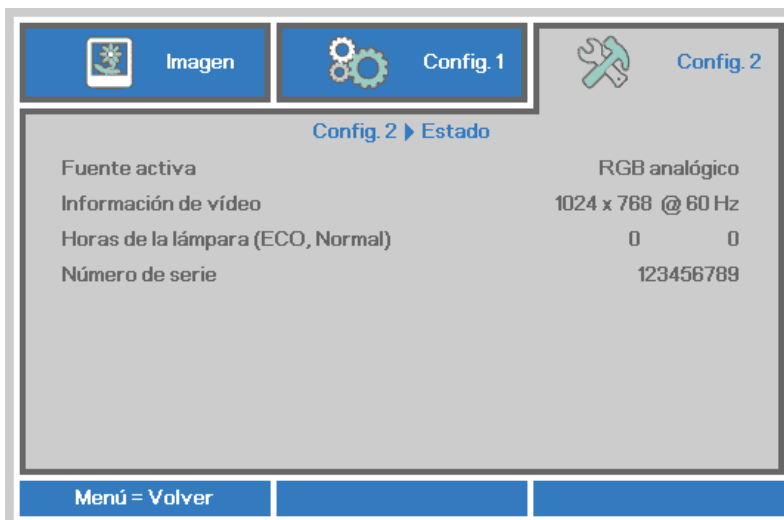 Imagen Config. 1 Config. 2
Config. 2 ▶ Estado
Fuente activa RGB analógico
Información de vídeo 1024 x 768 @ 60 Hz
Horas de la lámpara (ECO, Normal) 0 0
Número de serie 123456789
Menú = Volver